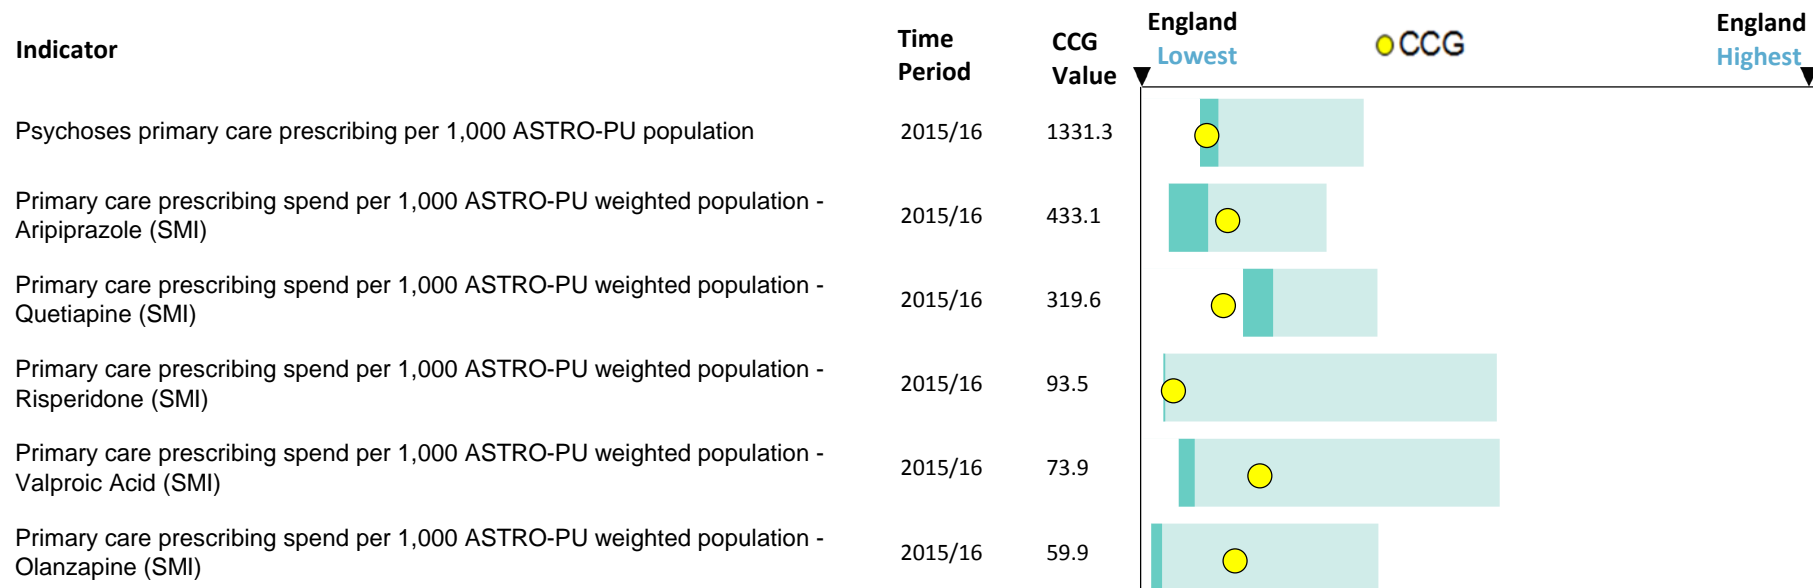 Indicator
Time
Period
CCG
Value
England
Lowest
CCG
England
Highest
Psychoses primary care prescribing per 1,000 ASTRO-PU population 2015/16 1331.3
Primary care prescribing spend per 1,000 ASTRO-PU weighted population -
Aripiprazole (SMI) 2015/16 433.1
Primary care prescribing spend per 1,000 ASTRO-PU weighted population -
Quetiapine (SMI) 2015/16 319.6
Primary care prescribing spend per 1,000 ASTRO-PU weighted population -
Risperidone (SMI) 2015/16 93.5
Primary care prescribing spend per 1,000 ASTRO-PU weighted population -
Valproic Acid (SMI) 2015/16 73.9
Primary care prescribing spend per 1,000 ASTRO-PU weighted population -
Olanzapine (SMI) 2015/16 59.9